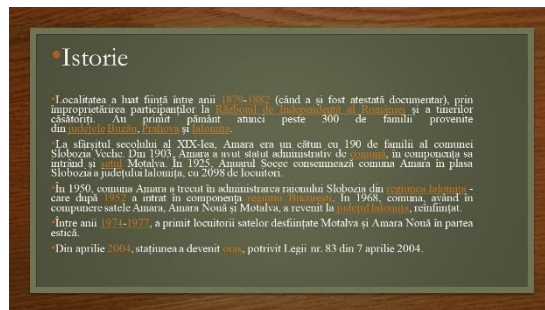 •Istorie
•Localitatea a luat ființă între anii 1879-1882 (când a și fost atestată documentar), prin
împroprietărirea participanților la Războiul de Independență al României și a tinerilor
căsătoriți. Au primit pământ atunci peste 300 de familii provenite
din județele Buzău, Prahova și Ialomița.
•La sfârșitul secolului al XIX-lea, Amara era un cătun cu 190 de familii al comunei
Slobozia Veche. Din 1903, Amara a avut statut administrativ de comună, în componența sa
intrând și satul Motalva. În 1925, Anuarul Socec consemnează comuna Amara în plasa
Slobozia a județului Ialomița, cu 2098 de locuitori.
•În 1950, comuna Amara a trecut în administrarea raionului Slobozia din regiunea Ialomița -
care după 1952 a intrat în componența regiunii București. În 1968, comuna, având în
compunere satele Amara, Amara Nouă și Motalva, a revenit la județul Ialomița, reînființat.
•Între anii 1974-1977, a primit locuitorii satelor desființate Motalva și Amara Nouă în partea
estică.
•Din aprilie 2004, stațiunea a devenit oraș, potrivit Legii nr. 83 din 7 aprilie 2004.